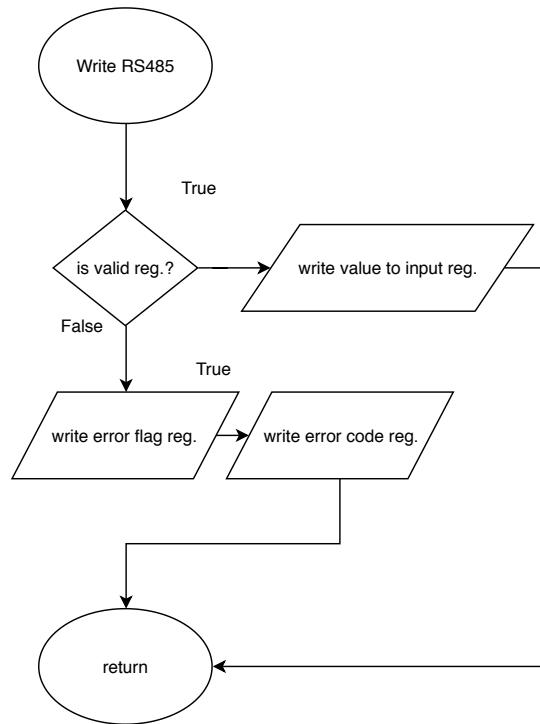 Write RS485
True
is valid reg.?
write value to input reg.
False
True
write error flag reg.
write error code reg.
return